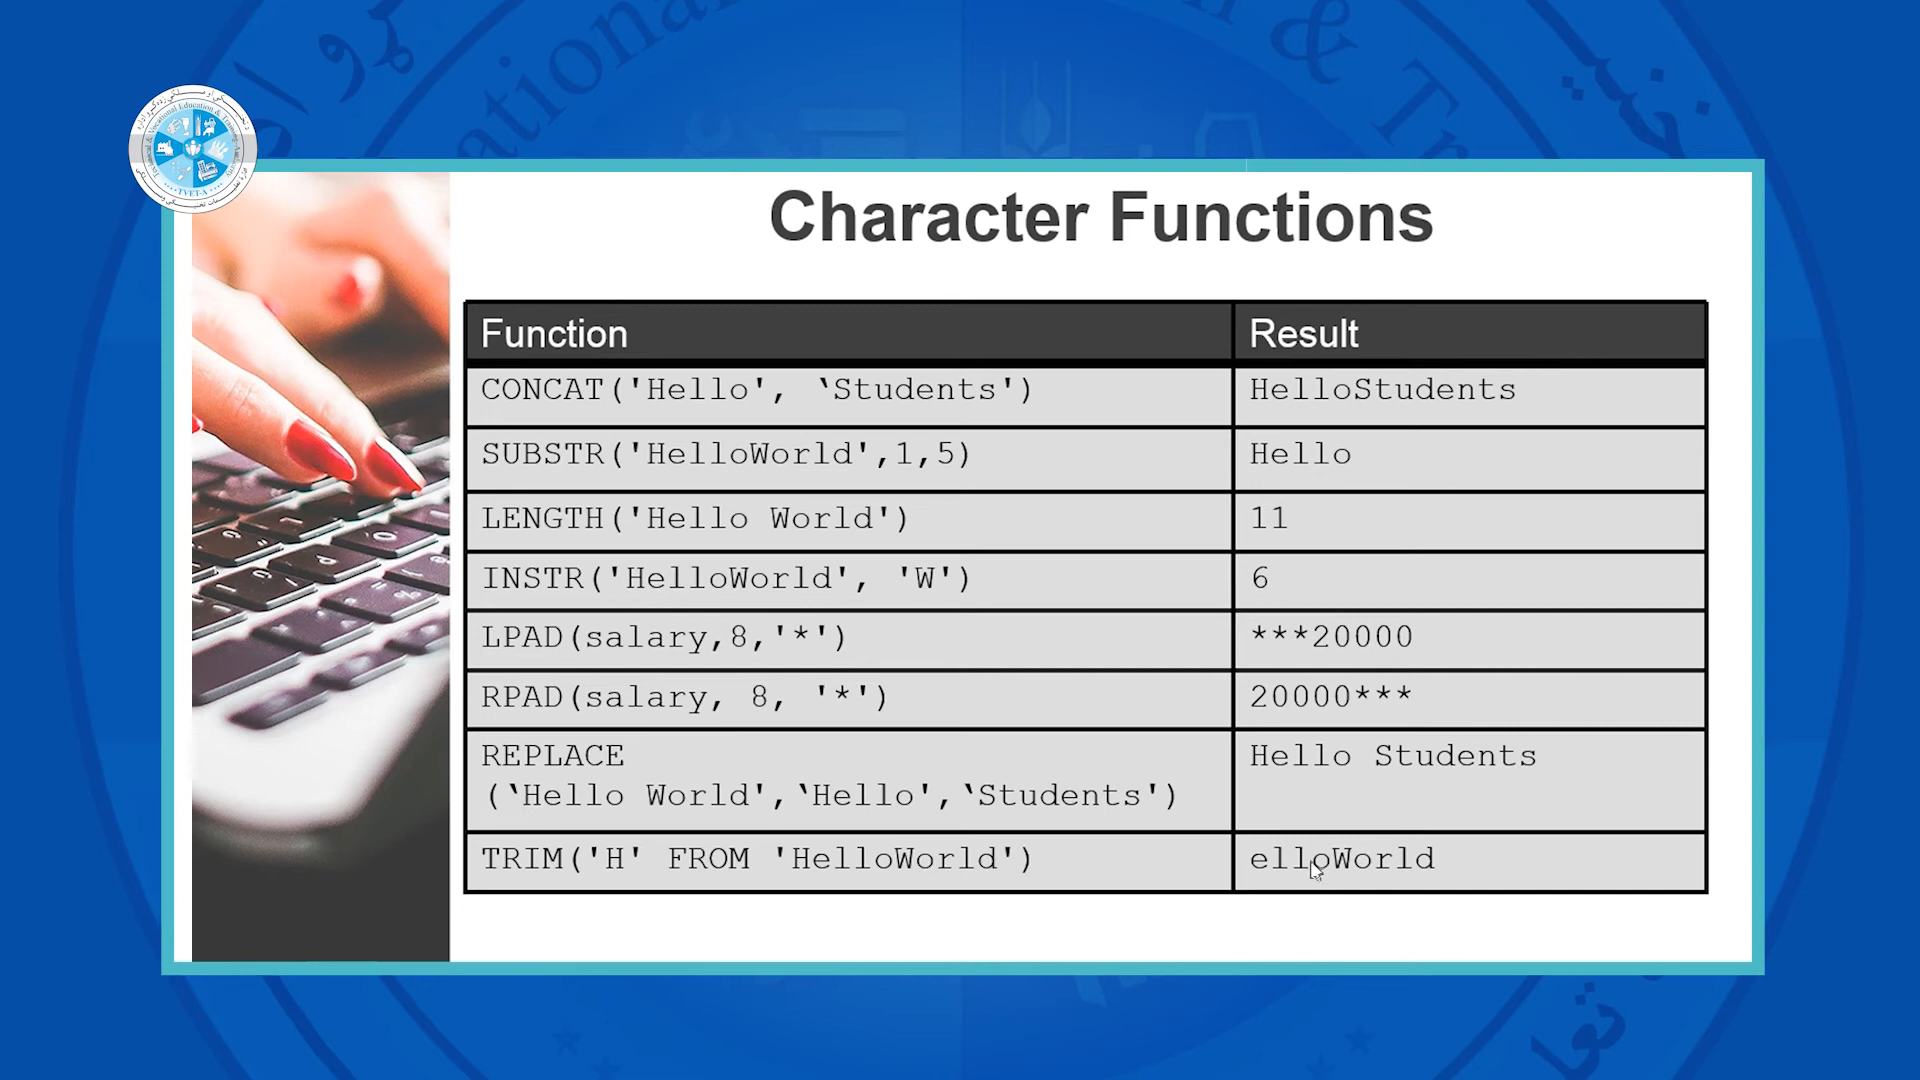 Character Functions
Function Result
CONCAT('Hello', ‘Students') HelloStudents
SUBSTR('HelloWorld',1,5) Hello
LENGTH('Hello World') 11
INSTR('HelloWorld', 'W') 6
LPAD(salary,8,'*') ***20000
RPAD(salary, 8, '*') 20000***
REPLACE Hello Students
(‘Hello World',‘Hello',‘Students')
TRIM('H' FROM 'HelloWorld') elloWorld
TVET-A